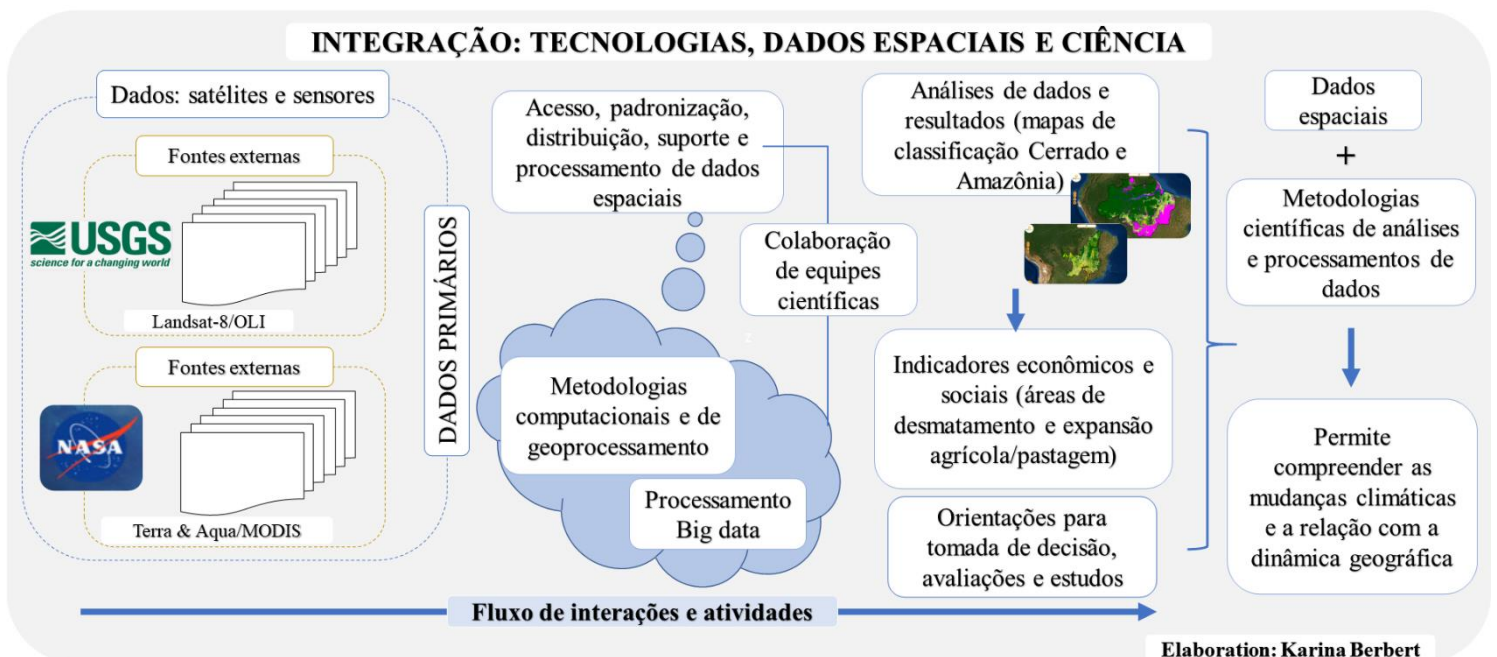 INTEGRAÇÃO: TECNOLOGIAS, DADOS ESPACIAIS E CIÊNCIA
Dados: satélites e sensores
Fontes externas
USGS
science for a changing world
Landsat-8/OLI
Fontes externas
NASA
Terra & Aqua/MODIS
DADOS PRIMÁRIOS
Acesso, padronização,
distribuição, suporte e
processamento de dados
espaciais
Colaboração
de equipes
científicas
Metodologias
computacionais e de
geoprocessamento
Processamento
Big data
Análises de dados e
resultados (mapas de
classificação Cerrado e
Amazônia)
Indicadores econômicos e
sociais (áreas de
desmatamento e expansão
agrícola/pastagem)
Orientações para
tomada de decisão,
avaliações e estudos
Dados
espaciais
+
Metodologias
científicas de análises
e processamentos de
dados
Permite
compreender as
mudanças climáticas
e a relação com a
dinâmica geográfica
Fluxo de interações e atividades
Elaboration: Karina Berbert